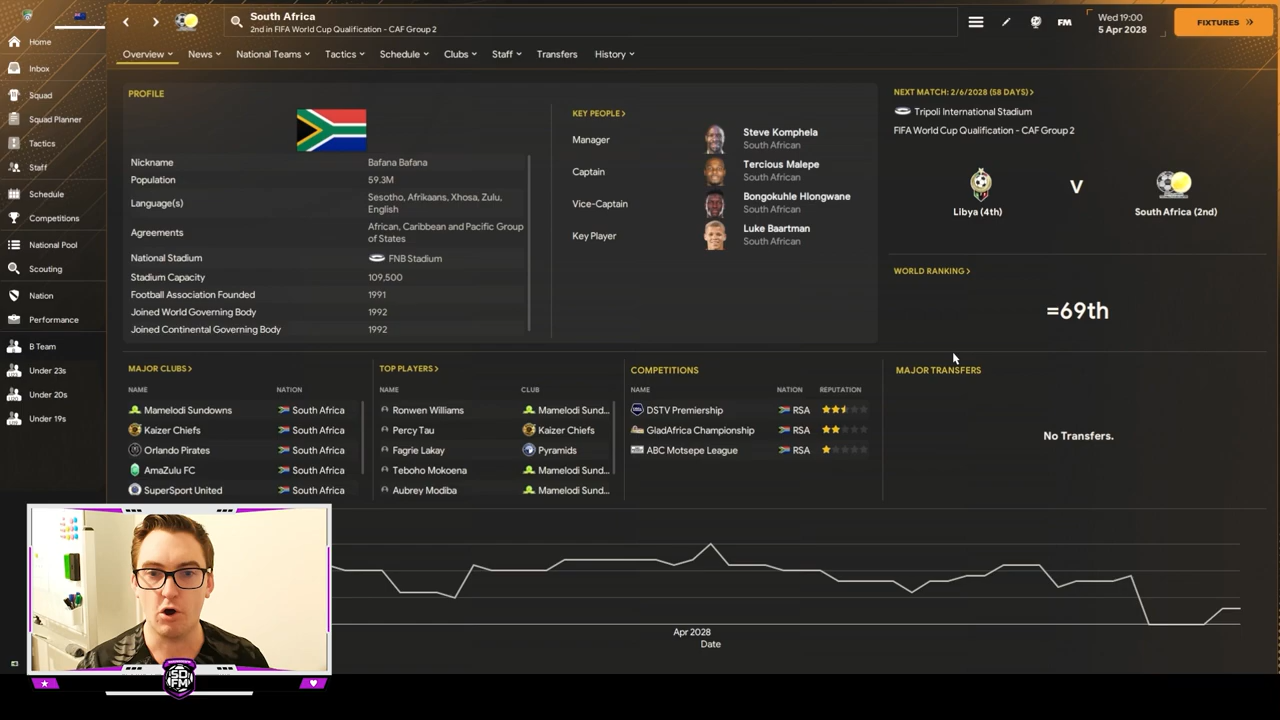 South Africa
2nd in FIFA World Cup Qualification - CAF Group 2
FM
Wed 19:00
5 Apr 2028
FIXTURES
Overview
News
National Teams
Tactics
Schedule
Clubs
Staff
Transfers
History
Home
Inbox
Squad
Squad Planner
Tactics
Staff
Schedule
Competitions
National Pool
Scouting
Nation
Performance
B Team
Under 23s
Under 20s
Under 19s
PROFILE
Nickname Bafana Bafana
Population 59.3M
Language(s) Sesotho, Afrikaans, Xhosa, Zulu,
English
Agreements African, Caribbean and Pacific Group
of States
National Stadium FNB Stadium
Stadium Capacity 109,500
Football Association Founded 1991
Joined World Governing Body 1992
Joined Continental Governing Body 1992
KEY PEOPLE >
Manager Steve Komphela
South African
Captain Tercious Malepe
South African
Vice-Captain Bongokuhle Hlongwane
South African
Key Player Luke Baartman
South African
NEXT MATCH: 2/6/2028 (58 DAYS) >
Tripoli International Stadium
FIFA World Cup Qualification - CAF Group 2
V
Libya (4th) South Africa (2nd)
WORLD RANKING >
=69th
MAJOR CLUBS >
NAME NATION
Mamelodi Sundowns South Africa
Kaizer Chiefs South Africa
Orlando Pirates South Africa
AmaZulu FC South Africa
SuperSport United South Africa
TOP PLAYERS >
NAME CLUB
Ronwen Williams Mamelodi Sund...
Percy Tau Kaizer Chiefs
Fagrie Lakay Pyramids
Teboho Mokoena Mamelodi Sund...
Aubrey Modiba Mamelodi Sund...
COMPETITIONS
NAME NATION REPUTATION
DSTV Premiership RSA
GladAfrica Championship RSA
ABC Motsepe League RSA
MAJOR TRANSFERS
No Transfers.
Apr 2028
Date
SD
FM